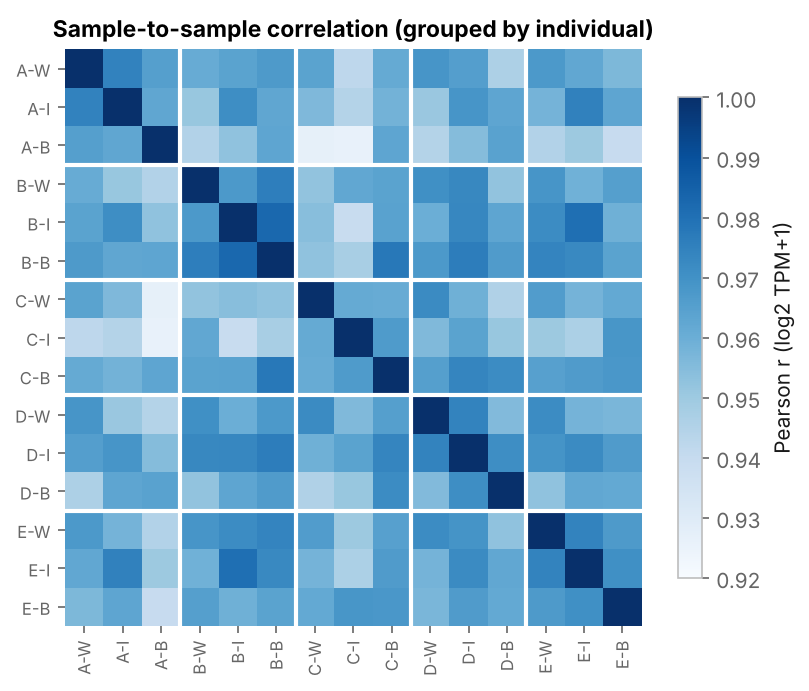 Sample-to-sample correlation (grouped by individual)
A-W
A-I
A-B
B-W
B-I
B-B
C-W
C-I
C-B
D-W
D-I
D-B
E-W
E-I
E-B
A-W
A-I
A-B
B-W
B-I
B-B
C-W
C-I
C-B
D-W
D-I
D-B
E-W
E-I
E-B
1.00
0.99
0.98
0.97
0.96
0.95
0.94
0.93
0.92
Pearson r (log2 TPM+1)